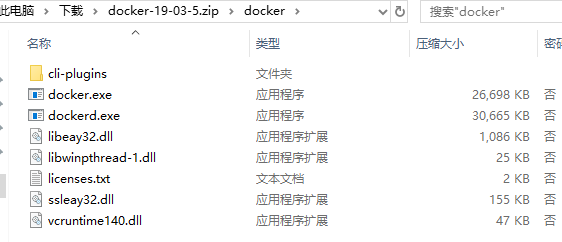 此电脑 › 下载 › docker-19-03-5.zip › docker › 搜索"docker"
名称 类型 压缩大小 密码
cli-plugins 文件夹
docker.exe 应用程序 26,698 KB 否
dockerd.exe 应用程序 30,665 KB 否
libeay32.dll 应用程序扩展 1,086 KB 否
libwinpthread-1.dll 应用程序扩展 25 KB 否
licenses.txt 文本文档 2 KB 否
ssleay32.dll 应用程序扩展 155 KB 否
vcruntime140.dll 应用程序扩展 47 KB 否